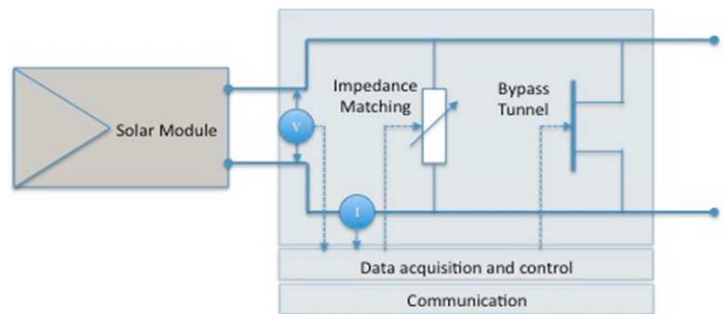 Impedance
Matching
Bypass
Tunnel
Solar Module
V
I
Data acquisition and control
Communication